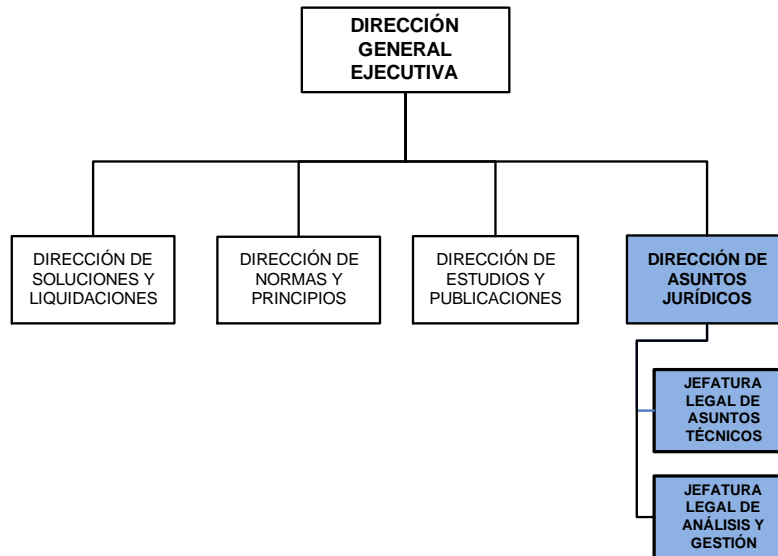 DIRECCIÓN
GENERAL
EJECUTIVA
DIRECCIÓN DE
SOLUCIONES Y
LIQUIDACIONES
DIRECCIÓN DE
NORMAS Y
PRINCIPIOS
DIRECCIÓN DE
ESTUDIOS Y
PUBLICACIONES
DIRECCIÓN DE
ASUNTOS
JURÍDICOS
JEFATURA
LEGAL DE
ASUNTOS
TÉCNICOS
JEFATURA
LEGAL DE
ANÁLISIS Y
GESTIÓN